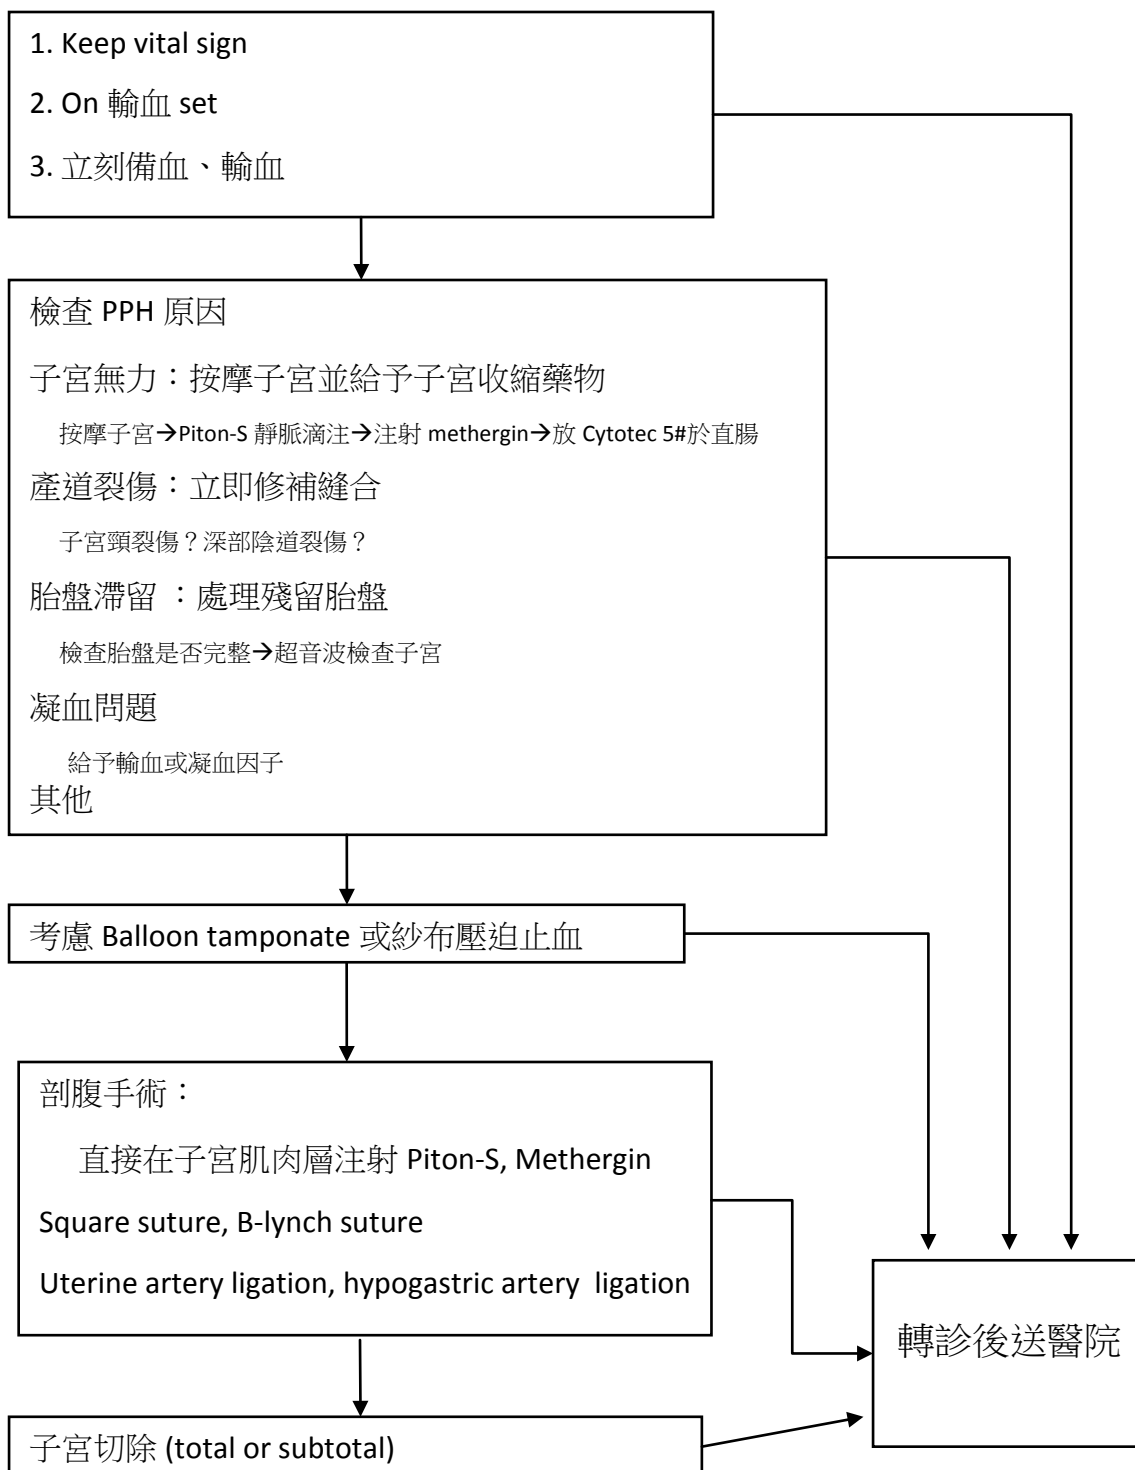 1. Keep vital sign
2. On 輸血 set
3. 立刻備血、輸血
檢查 PPH 原因
子宮無力：按摩子宮並給予子宮收縮藥物
按摩子宮→Piton-S 靜脈滴注→注射 methergin→放 Cytotec 5#於直腸
產道裂傷：立即修補縫合
子宮頸裂傷？深部陰道裂傷？
胎盤滯留 ：處理殘留胎盤
檢查胎盤是否完整→超音波檢查子宮
凝血問題
給予輸血或凝血因子
其他
考慮 Balloon tamponate 或紗布壓迫止血
剖腹手術：
直接在子宮肌肉層注射 Piton-S, Methergin
Square suture, B-lynch suture
Uterine artery ligation, hypogastric artery  ligation
轉診後送醫院
子宮切除 (total or subtotal)